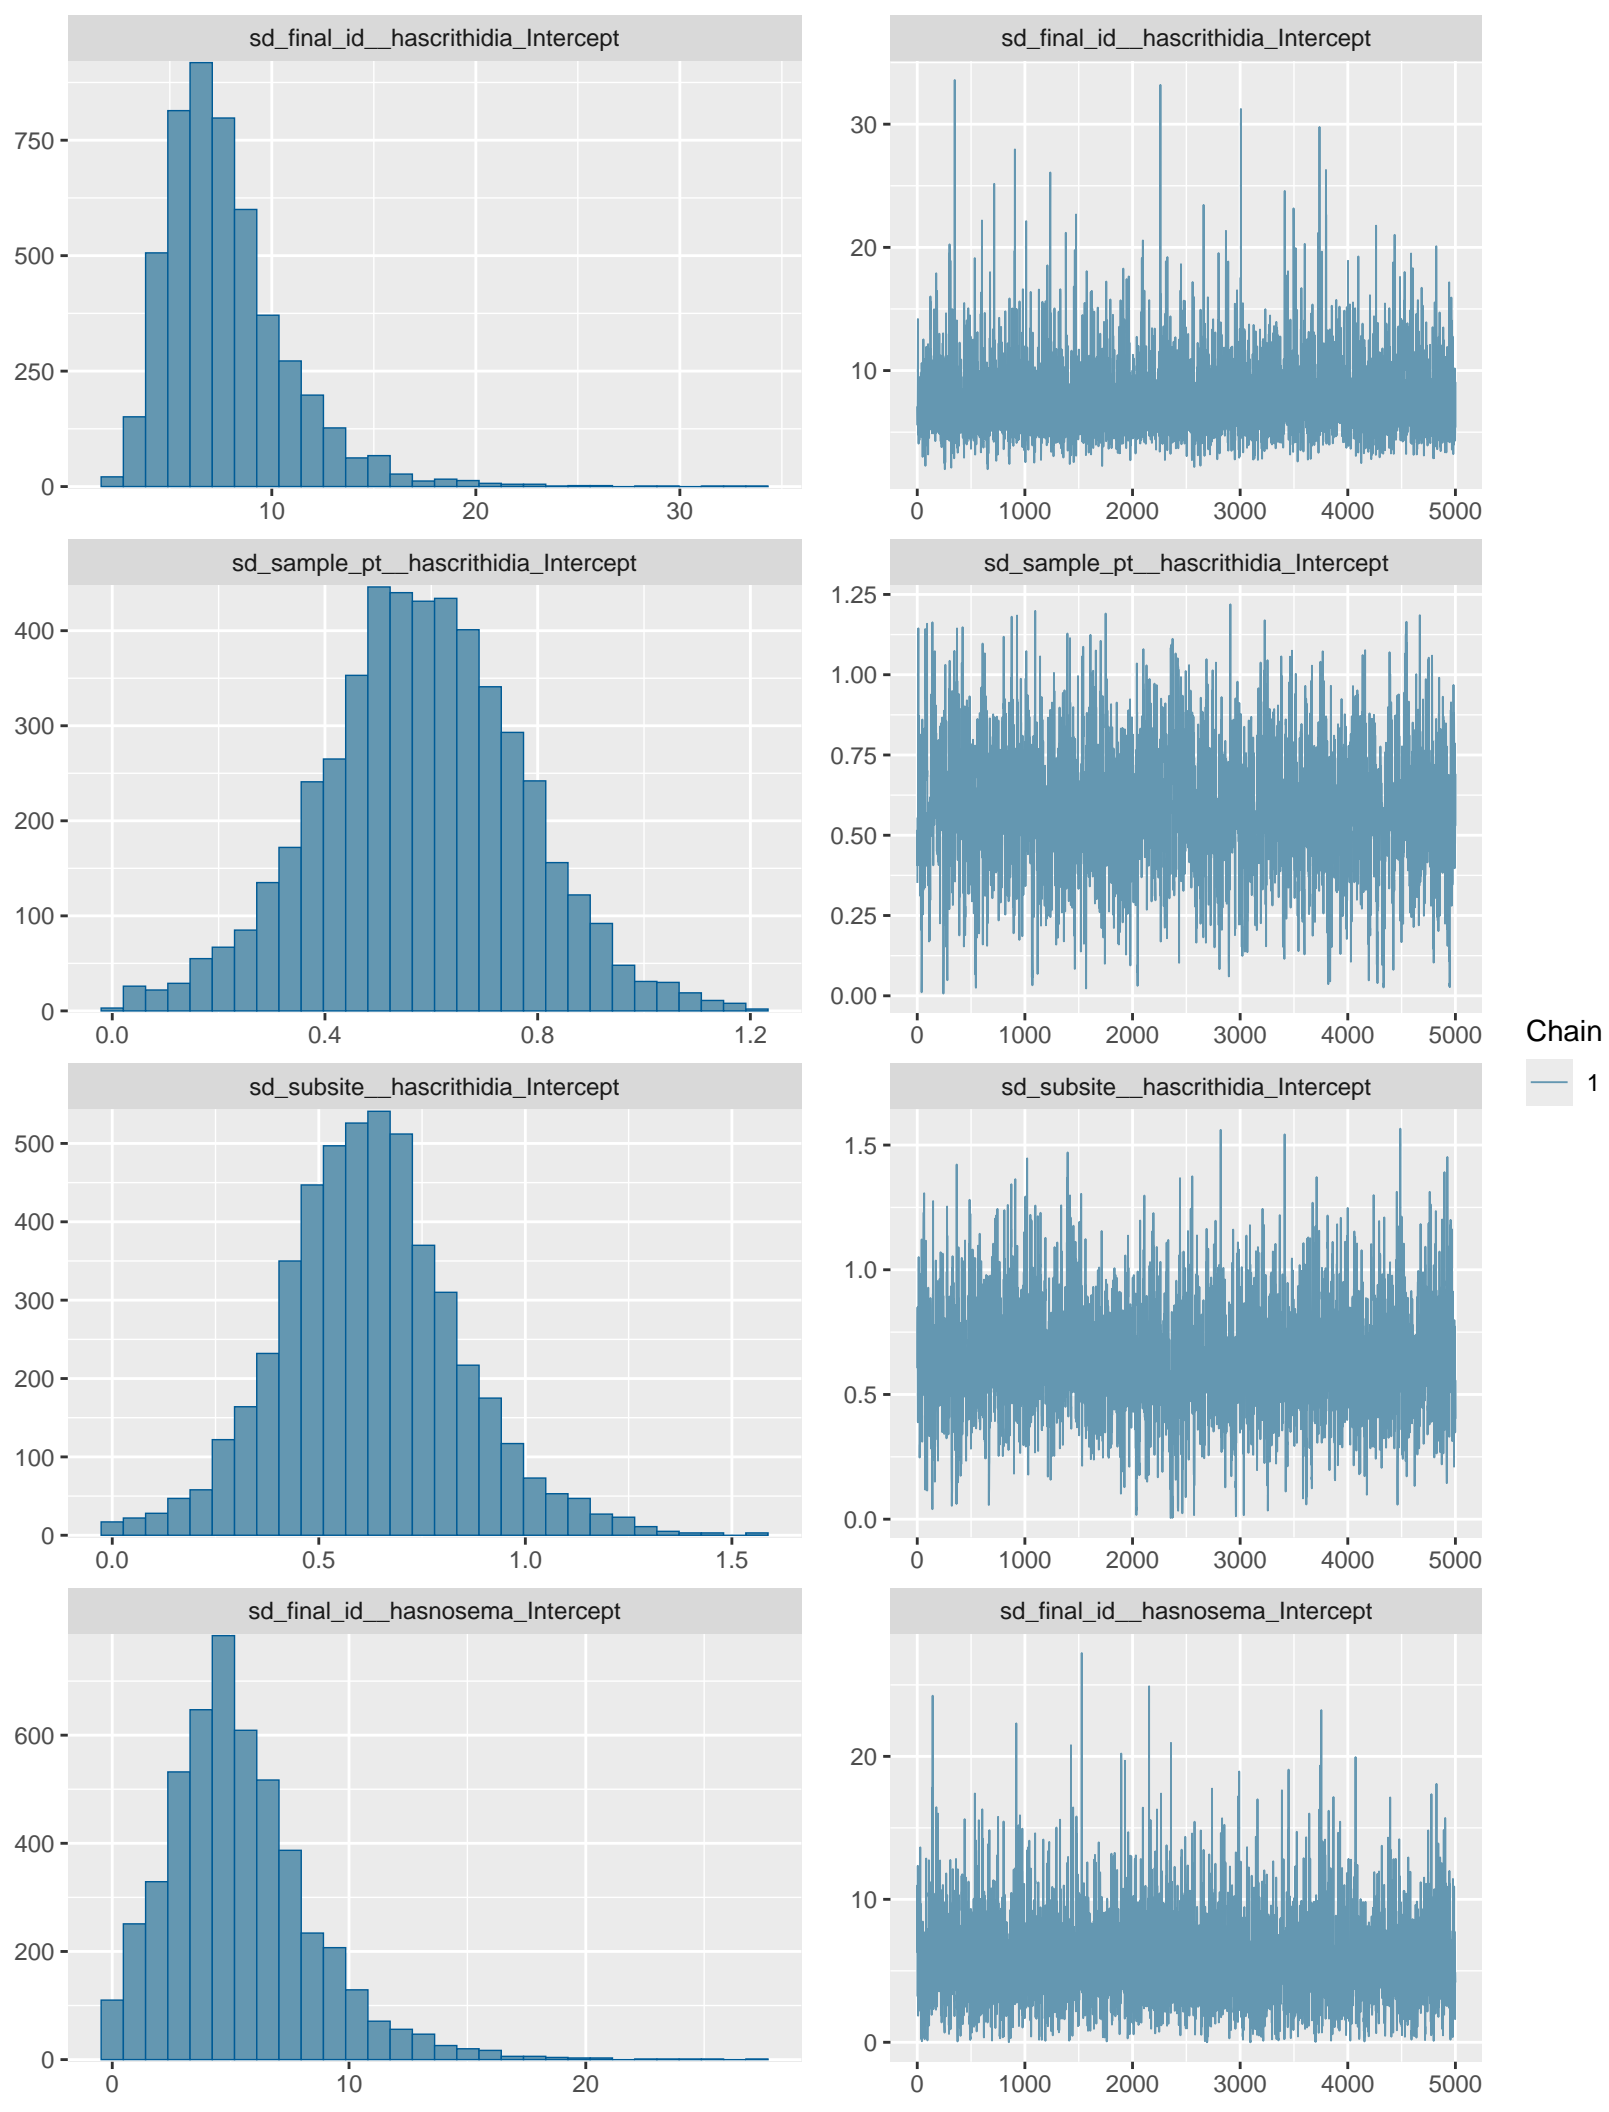 sd_final_id__hascrithidia_Intercept
750
500
250
0
10 20 30
sd_final_id__hascrithidia_Intercept
30
20
10
0 1000 2000 3000 4000 5000
sd_sample_pt__hascrithidia_Intercept
400
300
200
100
0
0.0 0.4 0.8 1.2
sd_sample_pt__hascrithidia_Intercept
1.25
1.00
0.75
0.50
0.25
0.00
0 1000 2000 3000 4000 5000
sd_subsite__hascrithidia_Intercept
500
400
300
200
100
0
0.0 0.5 1.0 1.5
sd_subsite__hascrithidia_Intercept
1.5
1.0
0.5
0.0
0 1000 2000 3000 4000 5000
sd_final_id__hasnosema_Intercept
600
400
200
0
0 10 20
sd_final_id__hasnosema_Intercept
20
10
0
0 1000 2000 3000 4000 5000
Chain
1